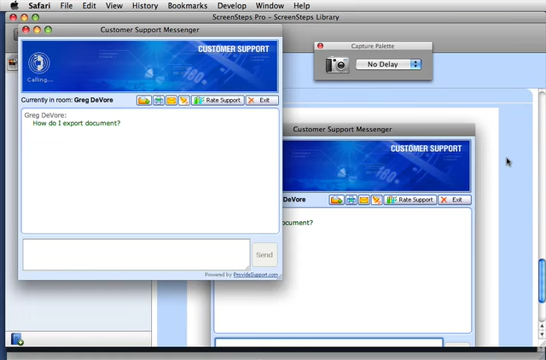 Safari File Edit View History Bookmarks Develop Window Help
ScreenSteps Pro - ScreenSteps Library
Customer Support Messenger
Capture Palette
CUSTOMER SUPPORT
Calling...
No Delay
Currently in room: Greg DeVore
Rate Support
Exit
Greg DeVore:
How do I export document?
Send
Powered by ProvideSupport.com
Customer Support Messenger
CUSTOMER SUPPORT
DeVore
Rate Support
Exit
document?